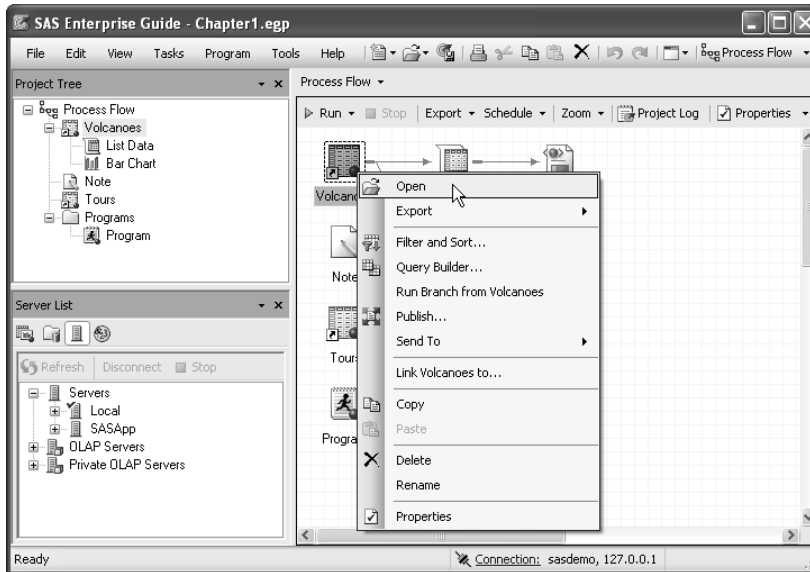 SAS Enterprise Guide - Chapter1.egp
File Edit View Tasks Program Tools Help Process Flow
Project Tree
Process Flow
Volcanoes
List Data
Bar Chart
Note
Tours
Programs
Program
Server List
Refresh Disconnect Stop
Servers
Local
SASApp
OLAP Servers
Private OLAP Servers
Process Flow
Run Stop Export Schedule Zoom Project Log Properties
Volcano
Note
Tour
Progra
Open
Export
Filter and Sort...
Query Builder...
Run Branch from Volcanoes
Publish...
Send To
Link Volcanoes to...
Copy
Paste
Delete
Rename
Properties
Ready Connection: sasdemo, 127.0.0.1